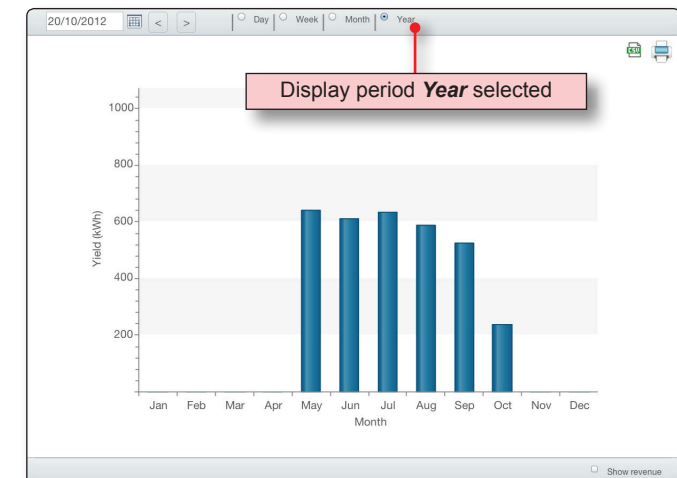 20/10/2012 < > Day Week Month Year
CSV
Display period Year selected
1000
800
600
400
200
Yield (kWh)
Jan Feb Mar Apr May Jun Jul Aug Sep Oct Nov Dec
Month
Show revenue